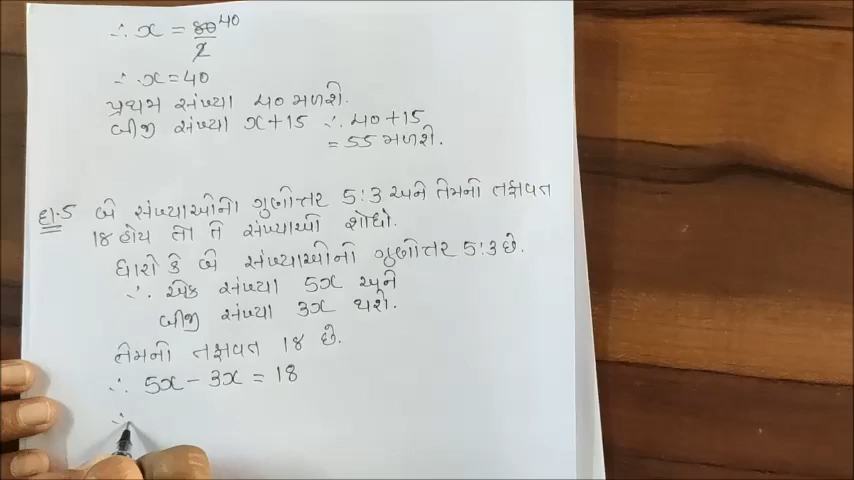 ∴ x = 80 40
2
∴ x = 40
પ્રથમ સંખ્યા 40 મળશે.
બીજી સંખ્યા x+15 ∴ 40+15
= 55 મળશે.
દા.5 બે સંખ્યાઓનો ગુણોત્તર 5:3 અને તેમનો તફાવત
18 હોય તો તે સંખ્યાઓ શોધો.
ધારો કે બે સંખ્યાઓનો ગુણોત્તર 5:3 છે.
∴ એક સંખ્યા 5x અને
બીજી સંખ્યા 3x થશે.
તેમનો તફાવત 18 છે.
∴ 5x - 3x = 18
∴